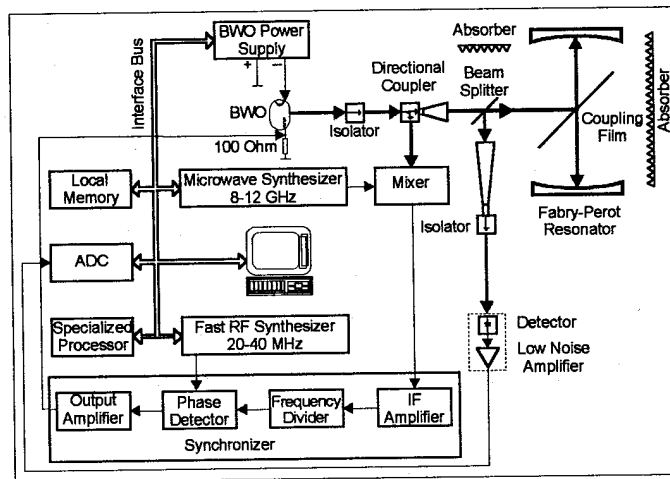 BWO Power
Supply
+
-
Interface Bus
BWO
100 Ohm
Isolator
Directional
Coupler
Absorber
Beam
Splitter
Coupling
Film
Absorber
Fabry-Perot
Resonator
Local
Memory
Microwave Synthesizer
8-12 GHz
Mixer
Isolator
ADC
Specialized
Processor
Fast RF Synthesizer
20-40 MHz
Detector
Low Noise
Amplifier
Output
Amplifier
Phase
Detector
Frequency
Divider
IF
Amplifier
Synchronizer